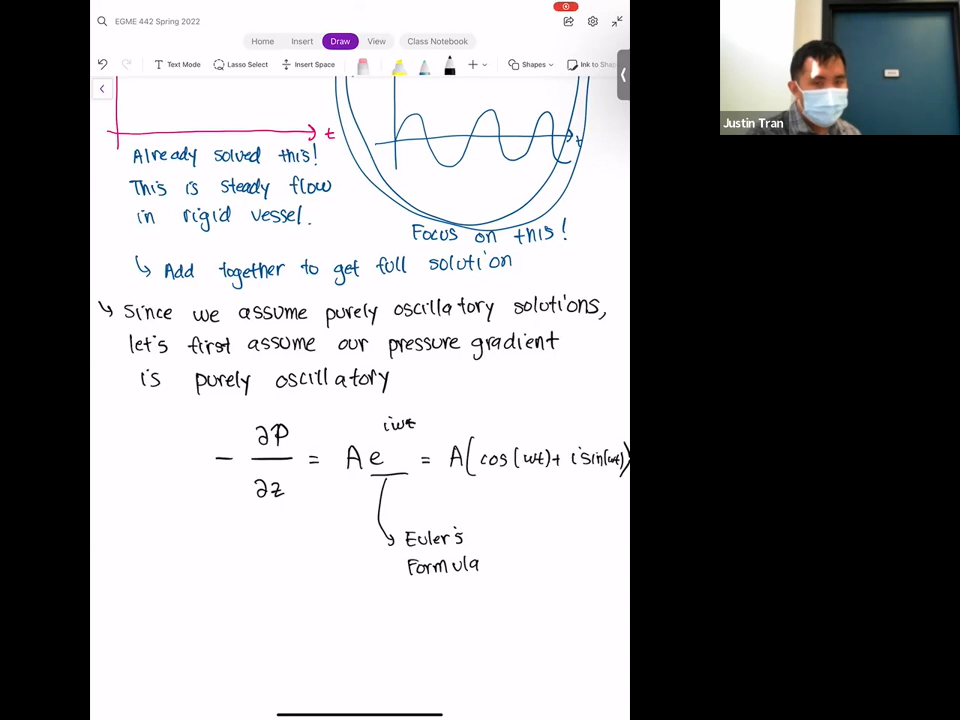 EGME 442 Spring 2022
Home Insert Draw View Class Notebook
Text Mode Lasso Select Insert Space Shapes Ink to Shap
Justin Tran
t
t
Already solved this!
This is steady flow
in rigid vessel.
Focus on this!
↳ Add together to get full solution
↳ Since we assume purely oscillatory solutions,
let's first assume our pressure gradient
is purely oscillatory
- ∂P/∂z = A e^{iωt} = A(cos(ωt) + i sin(ωt))
Euler's
Formula